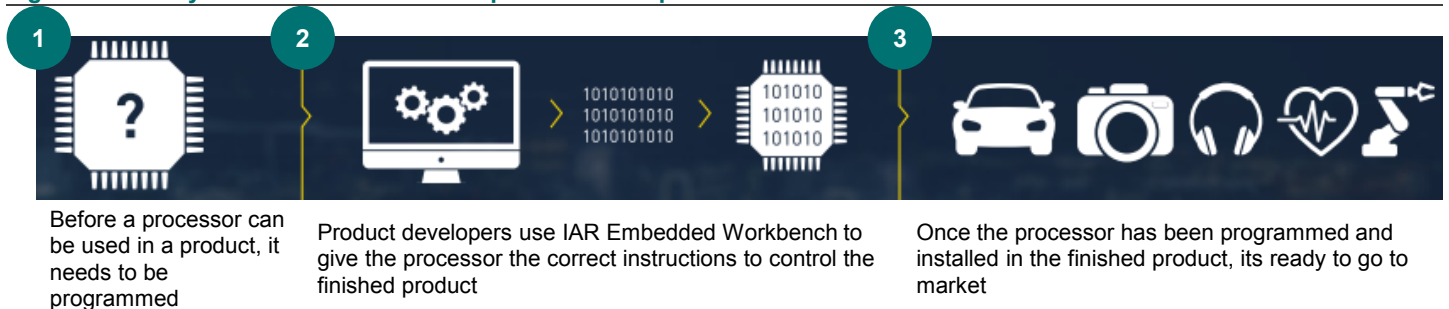 1
2
3
?
1010101010
1010101010
1010101010
101010
101010
101010
Before a processor can
be used in a product, it
needs to be
programmed
Product developers use IAR Embedded Workbench to
give the processor the correct instructions to control the
finished product
Once the processor has been programmed and
installed in the finished product, its ready to go to
market